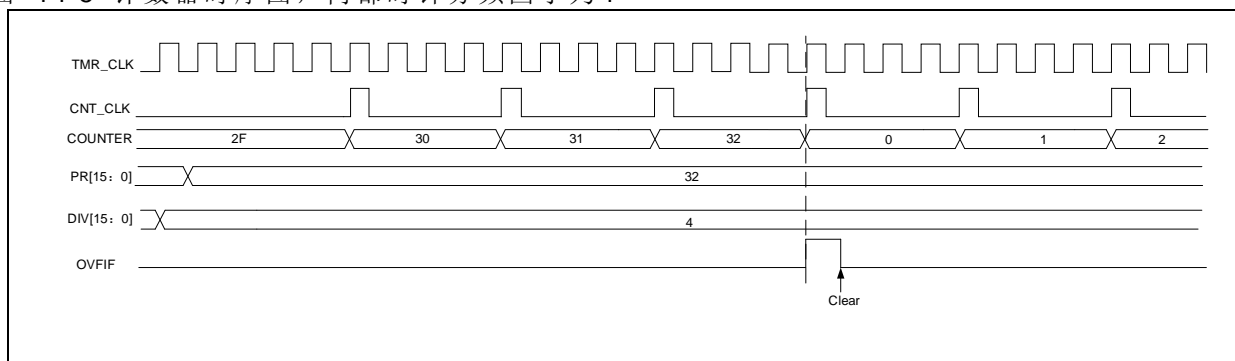 TMR_CLK
CNT_CLK
COUNTER 2F 30 31 32 0 1 2
PR[15：0] 32
DIV[15：0] 4
OVFIF
Clear